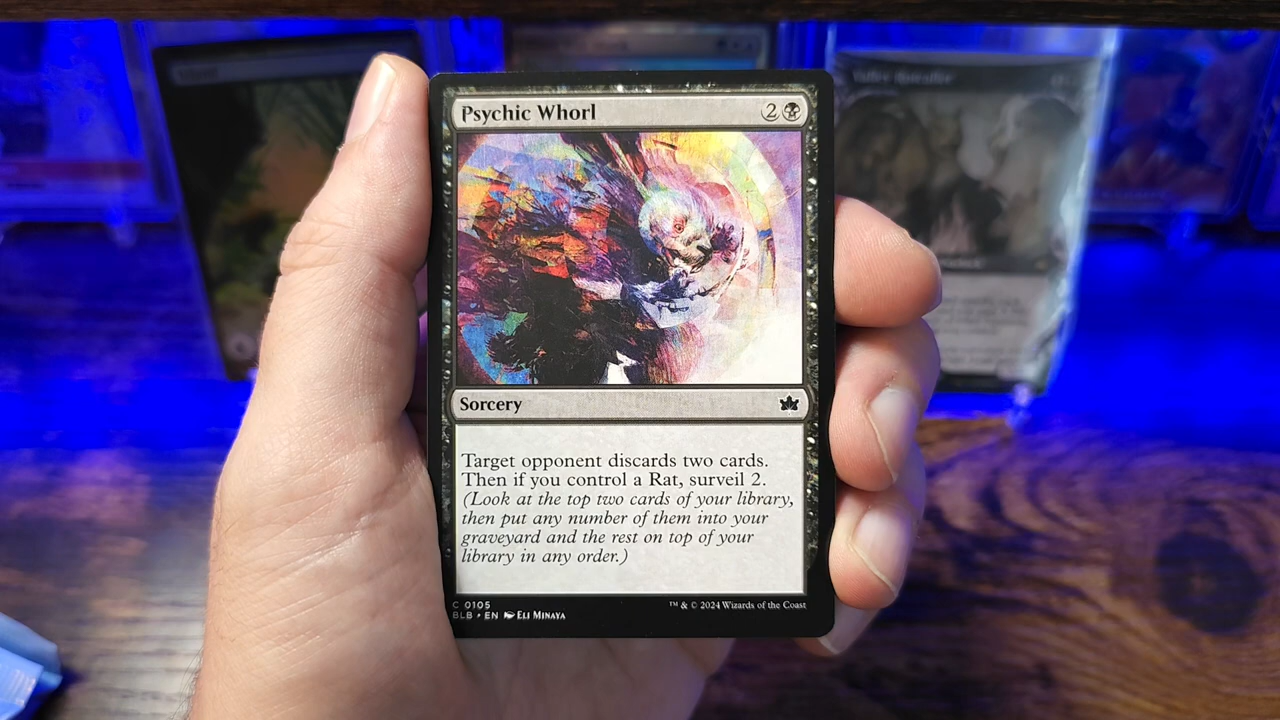 Psychic Whorl 2
Sorcery
Target opponent discards two cards.
Then if you control a Rat, surveil 2.
(Look at the top two cards of your library,
then put any number of them into your
graveyard and the rest on top of your
library in any order.)
C 0105
BLB • EN Eli Minaya
™ & © 2024 Wizards of the Coast